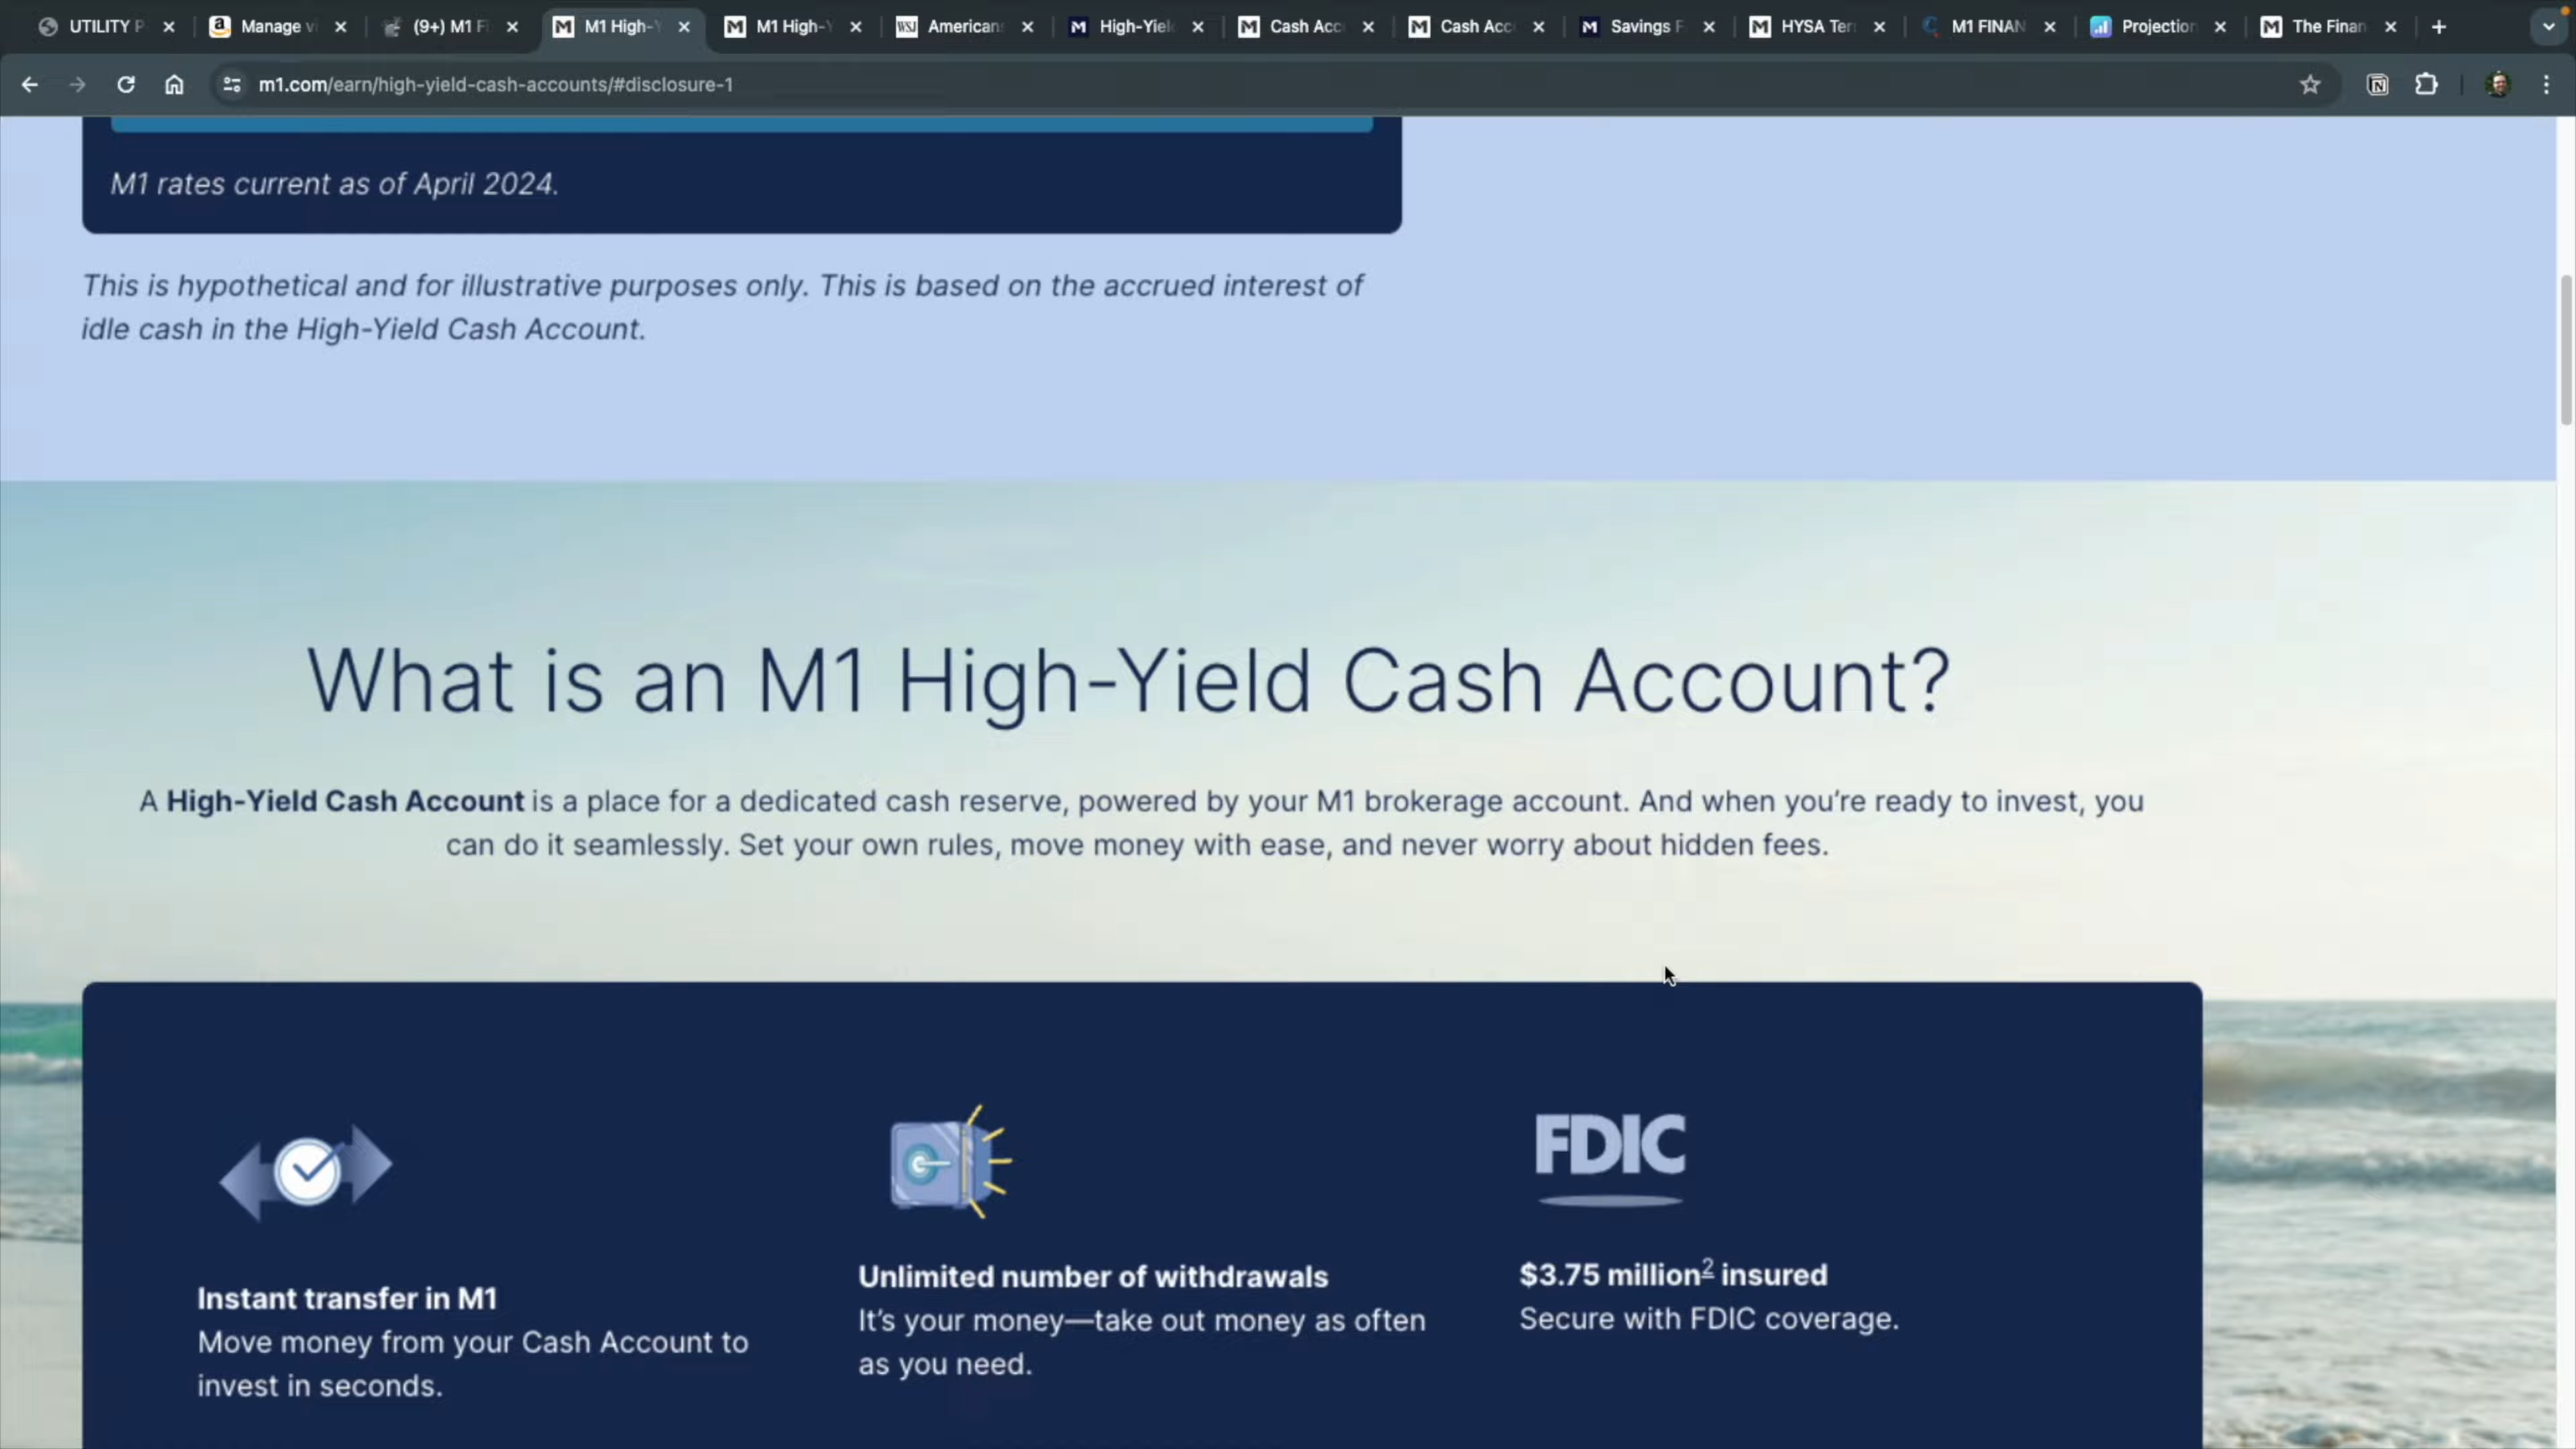 UTILITY P
Manage v
(9+) M1 F
M1 High-Y
M1 High-Y
WSJ
American
High-Yiel
Cash Acc
Cash Acc
Savings F
HYSA Ter
M1 FINAN
Projection
The Finan
m1.com/earn/high-yield-cash-accounts/#disclosure-1
M1 rates current as of April 2024.
This is hypothetical and for illustrative purposes only. This is based on the accrued interest of
idle cash in the High-Yield Cash Account.
What is an M1 High-Yield Cash Account?
A High-Yield Cash Account is a place for a dedicated cash reserve, powered by your M1 brokerage account. And when you’re ready to invest, you
can do it seamlessly. Set your own rules, move money with ease, and never worry about hidden fees.
Instant transfer in M1
Move money from your Cash Account to
invest in seconds.
Unlimited number of withdrawals
It’s your money—take out money as often
as you need.
FDIC
$3.75 million2 insured
Secure with FDIC coverage.